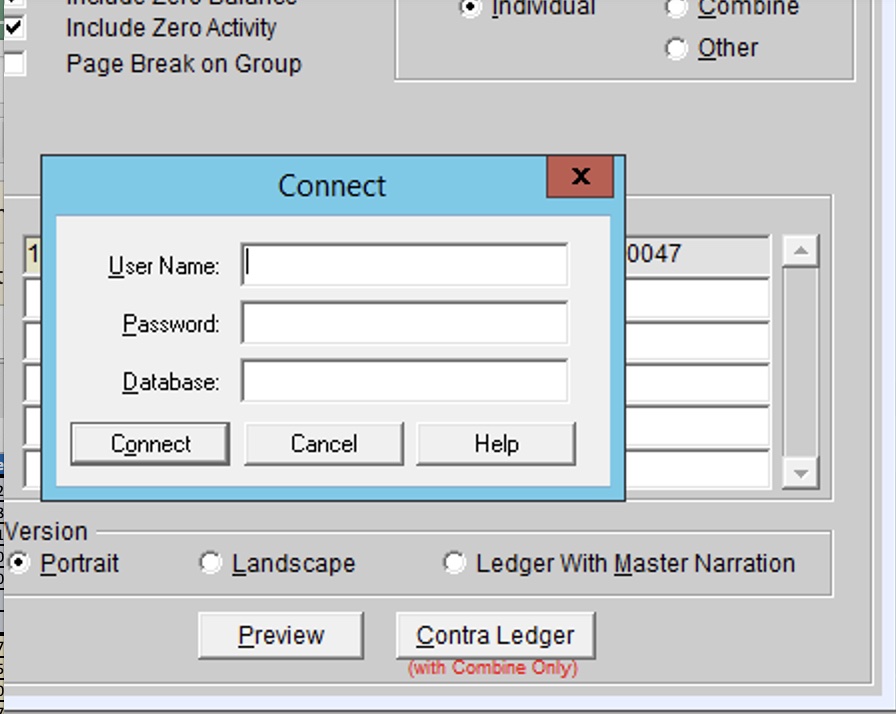 Include Zero Balance
Individual
Combine
Include Zero Activity
Other
Page Break on Group
Connect
x
1
0047
User Name:
Password:
Database:
Connect
Cancel
Help
Version
Portrait
Landscape
Ledger With Master Narration
Preview
Contra Ledger
(with Combine Only)